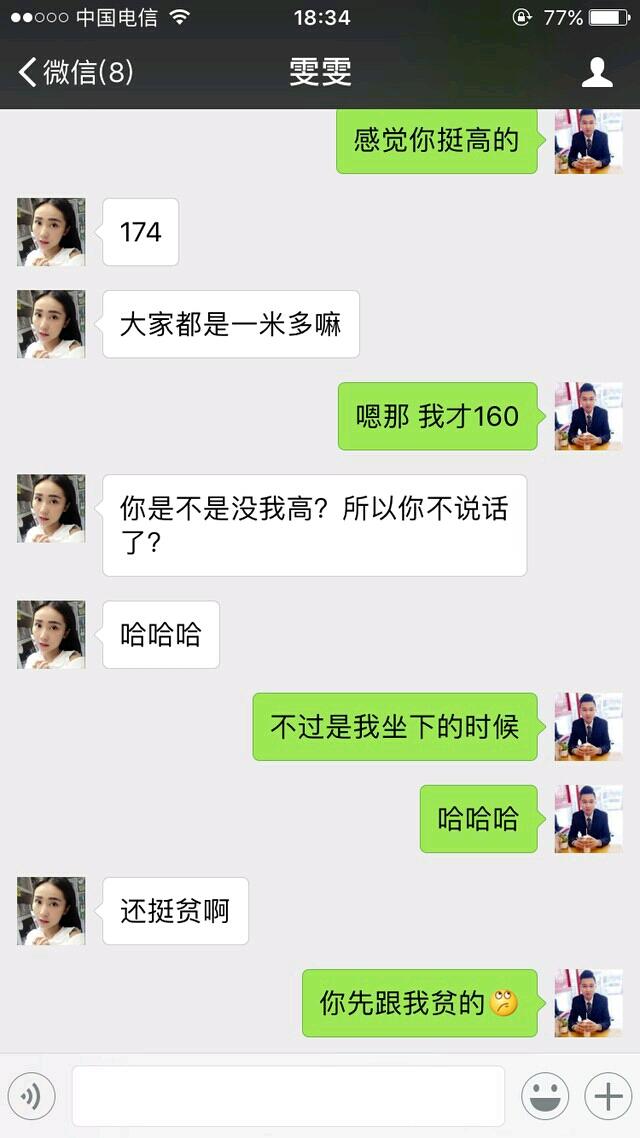 中国电信 18:34 77%
微信(8) 雯雯
感觉你挺高的
174
大家都是一米多嘛
嗯那 我才160
你是不是没我高？所以你不说话
了？
哈哈哈
不过是我坐下的时候
哈哈哈
还挺贫啊
你先跟我贫的